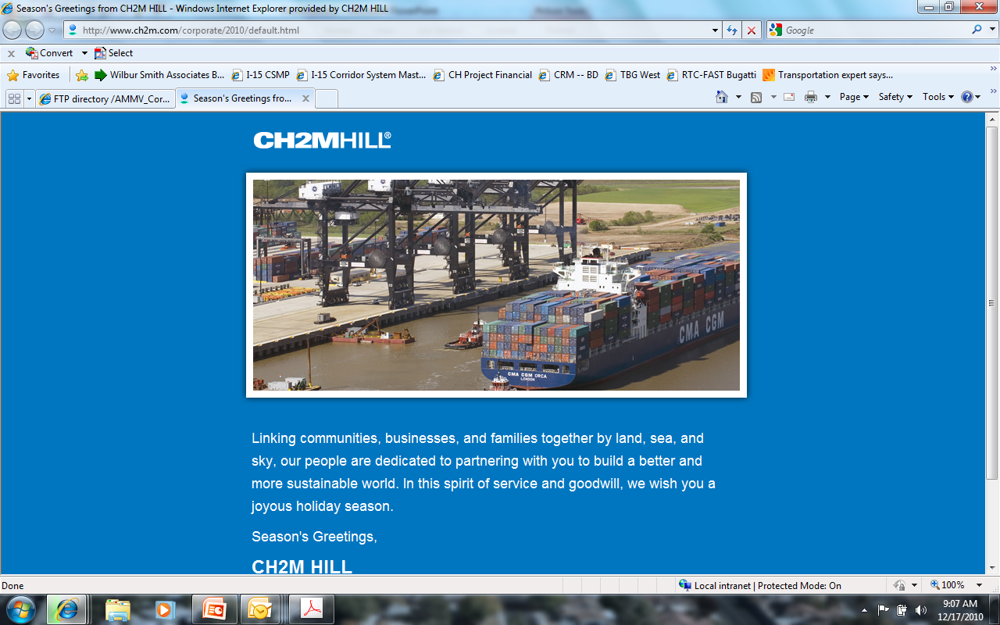 Season's Greetings from CH2M HILL - Windows Internet Explorer provided by CH2M HILL
http://www.ch2m.com/corporate/2010/default.html
Google
x Convert Select
Favorites Wilbur Smith Associates B... I-15 CSMP I-15 Corridor System Mast... CH Project Financial CRM -- BD TBG West RTC-FAST Bugatti Transportation expert says...
FTP directory /AMMV_Cor... Season's Greetings fro... Page Safety Tools
CH2MHILL®
CMA CGM
CMA CGM ORCA
LONDON
Linking communities, businesses, and families together by land, sea, and
sky, our people are dedicated to partnering with you to build a better and
more sustainable world. In this spirit of service and goodwill, we wish you a
joyous holiday season.
Season's Greetings,
CH2M HILL
Done Local intranet | Protected Mode: On 100%
9:07 AM
12/17/2010